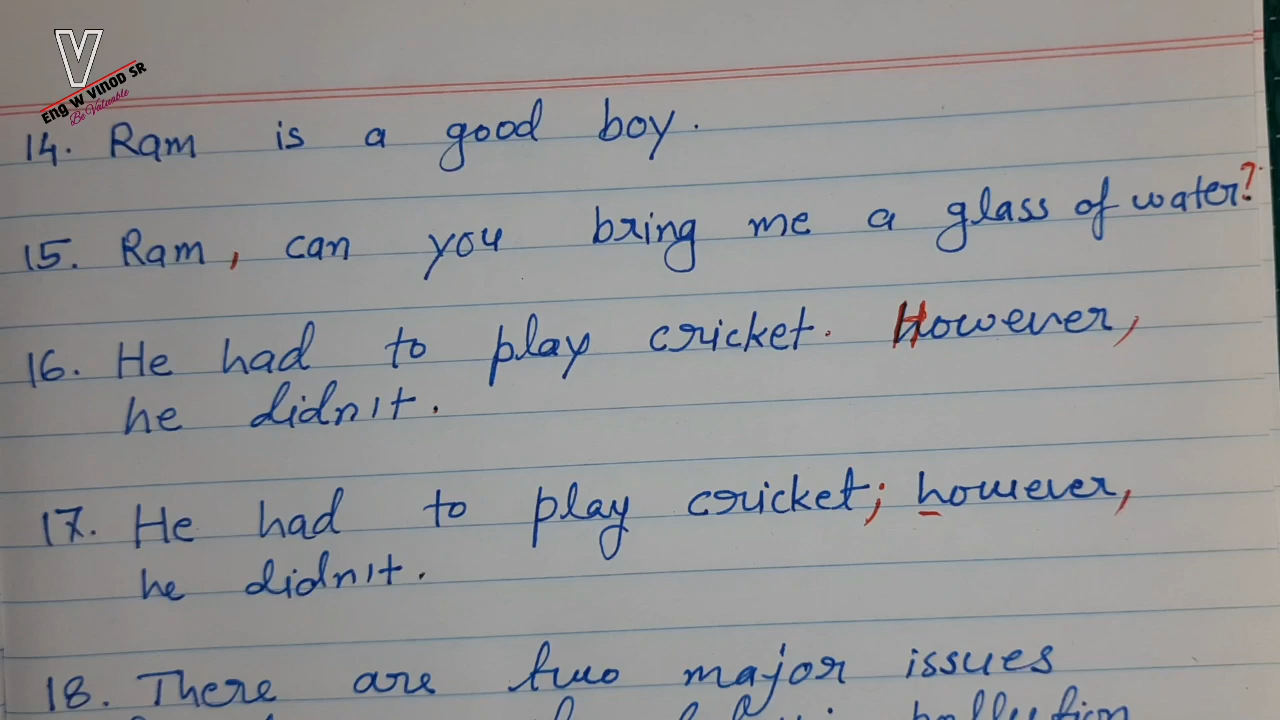 V
ENG W VINOD SR
Be Valuable
14. Ram is a good boy.
15. Ram, can you bring me a glass of water?
16. He had to play cricket. However,
he didn't.
17. He had to play cricket; however,
he didn't.
18. There are two major issues